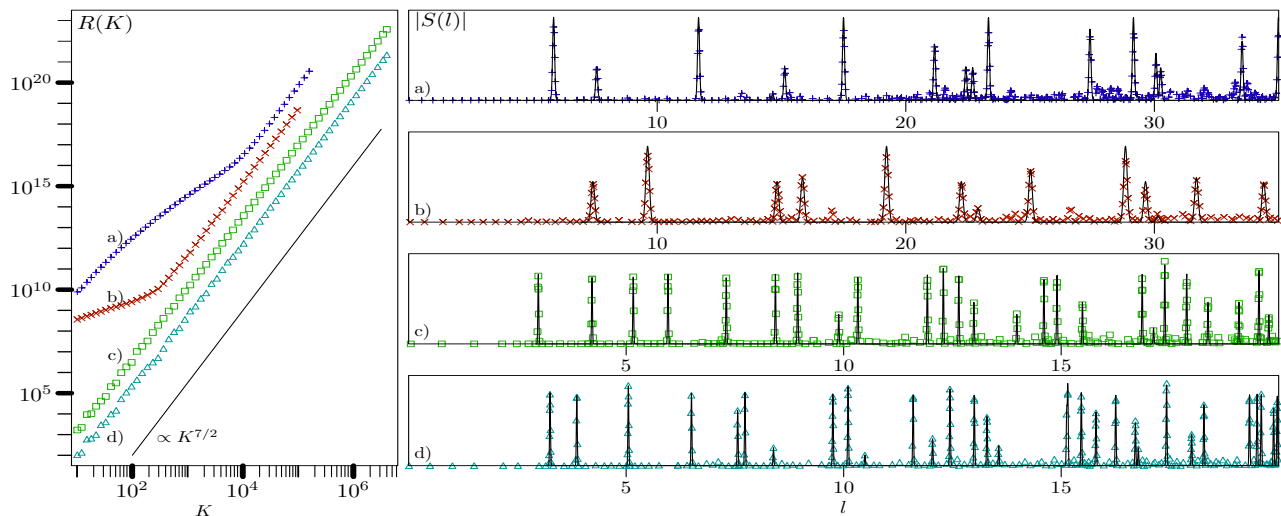 R(K)
10^{20}
10^{15}
10^{10}
10^5
a)
b)
c)
d)
∝ K^{7/2}
10^2 10^4 10^6
K
|S(l)|
a)
10 20 30
b)
10 20 30
c)
5 10 15
d)
5 10 15
l